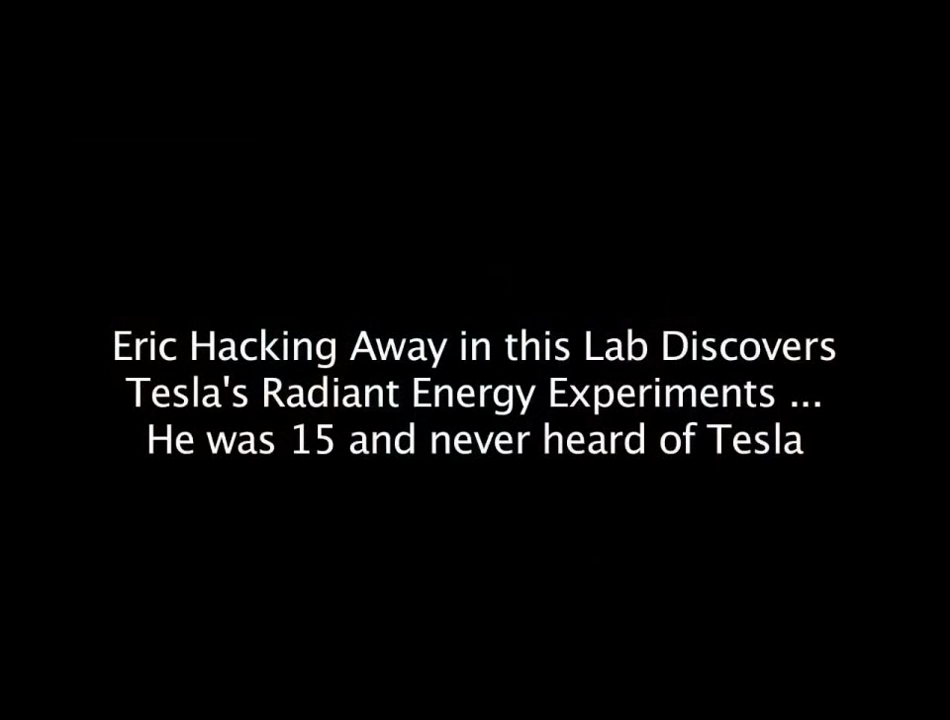 Eric Hacking Away in this Lab Discovers
Tesla's Radiant Energy Experiments ...
He was 15 and never heard of Tesla